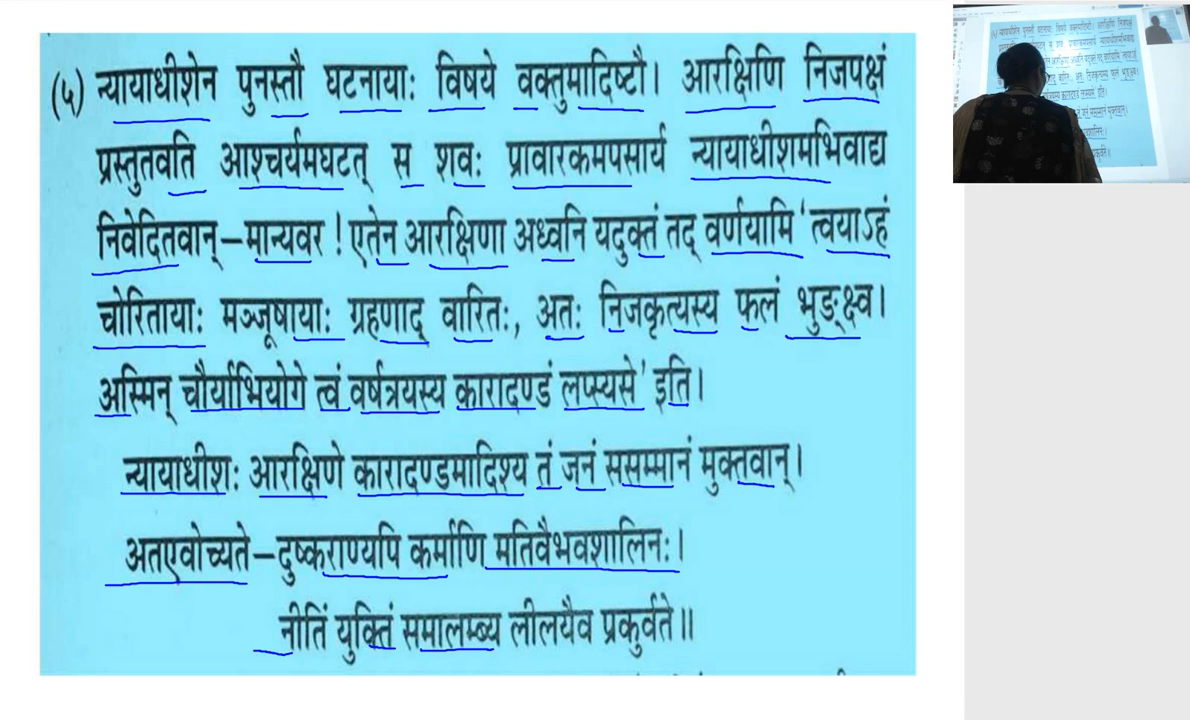 (५) न्यायाधीशेन पुनस्तौ घटनायाः विषये वक्तुमादिष्टौ। आरक्षिणि निजपक्षं
प्रस्तुतवति आश्चर्यमघटत् स शवः प्रावारकमपसार्य न्यायाधीशमभिवाद्य
निवेदितवान्–मान्यवर ! एतेन आरक्षिणा अध्वनि यदुक्तं तद् वर्णयामि ‘त्वयाऽहं
चोरितायाः मञ्जूषायाः ग्रहणाद् वारितः, अतः निजकृत्यस्य फलं भुङ्क्ष्व।
अस्मिन् चौर्याभियोगे त्वं वर्षत्रयस्य कारादण्डं लप्स्यसे’ इति।
न्यायाधीशः आरक्षिणे कारादण्डमादिश्य तं जनं ससम्मानं मुक्तवान्।
अतएवोच्यते–दुष्कराण्यपि कर्माणि मतिवैभवशालिनः।
नीतिं युक्तिं समालम्ब्य लीलयैव प्रकुर्वते॥